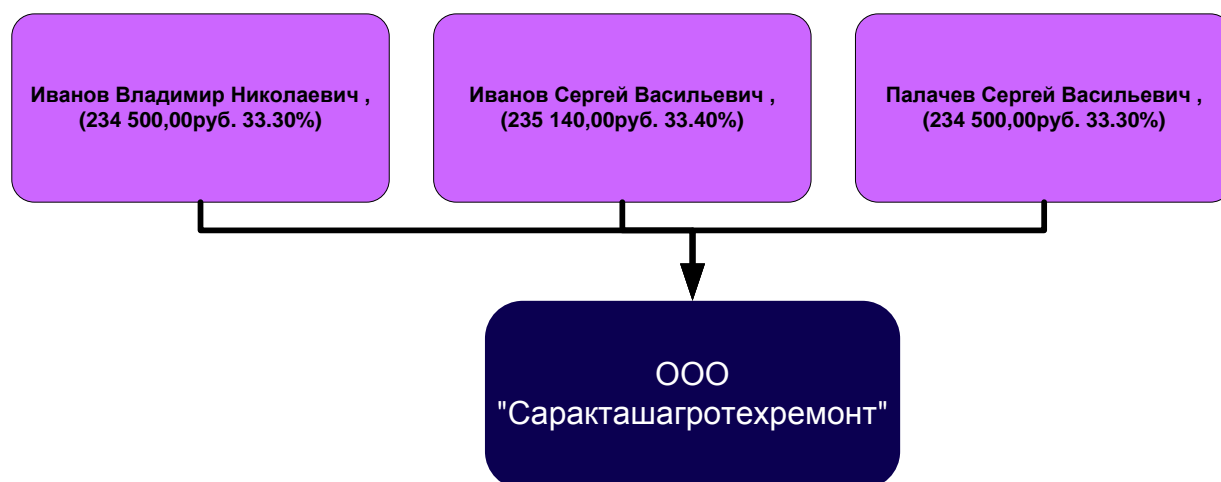 Иванов Владимир Николаевич ,
(234 500,00руб. 33.30%)
Иванов Сергей Васильевич ,
(235 140,00руб. 33.40%)
Палачев Сергей Васильевич ,
(234 500,00руб. 33.30%)
ООО
"Саракташагротехремонт"